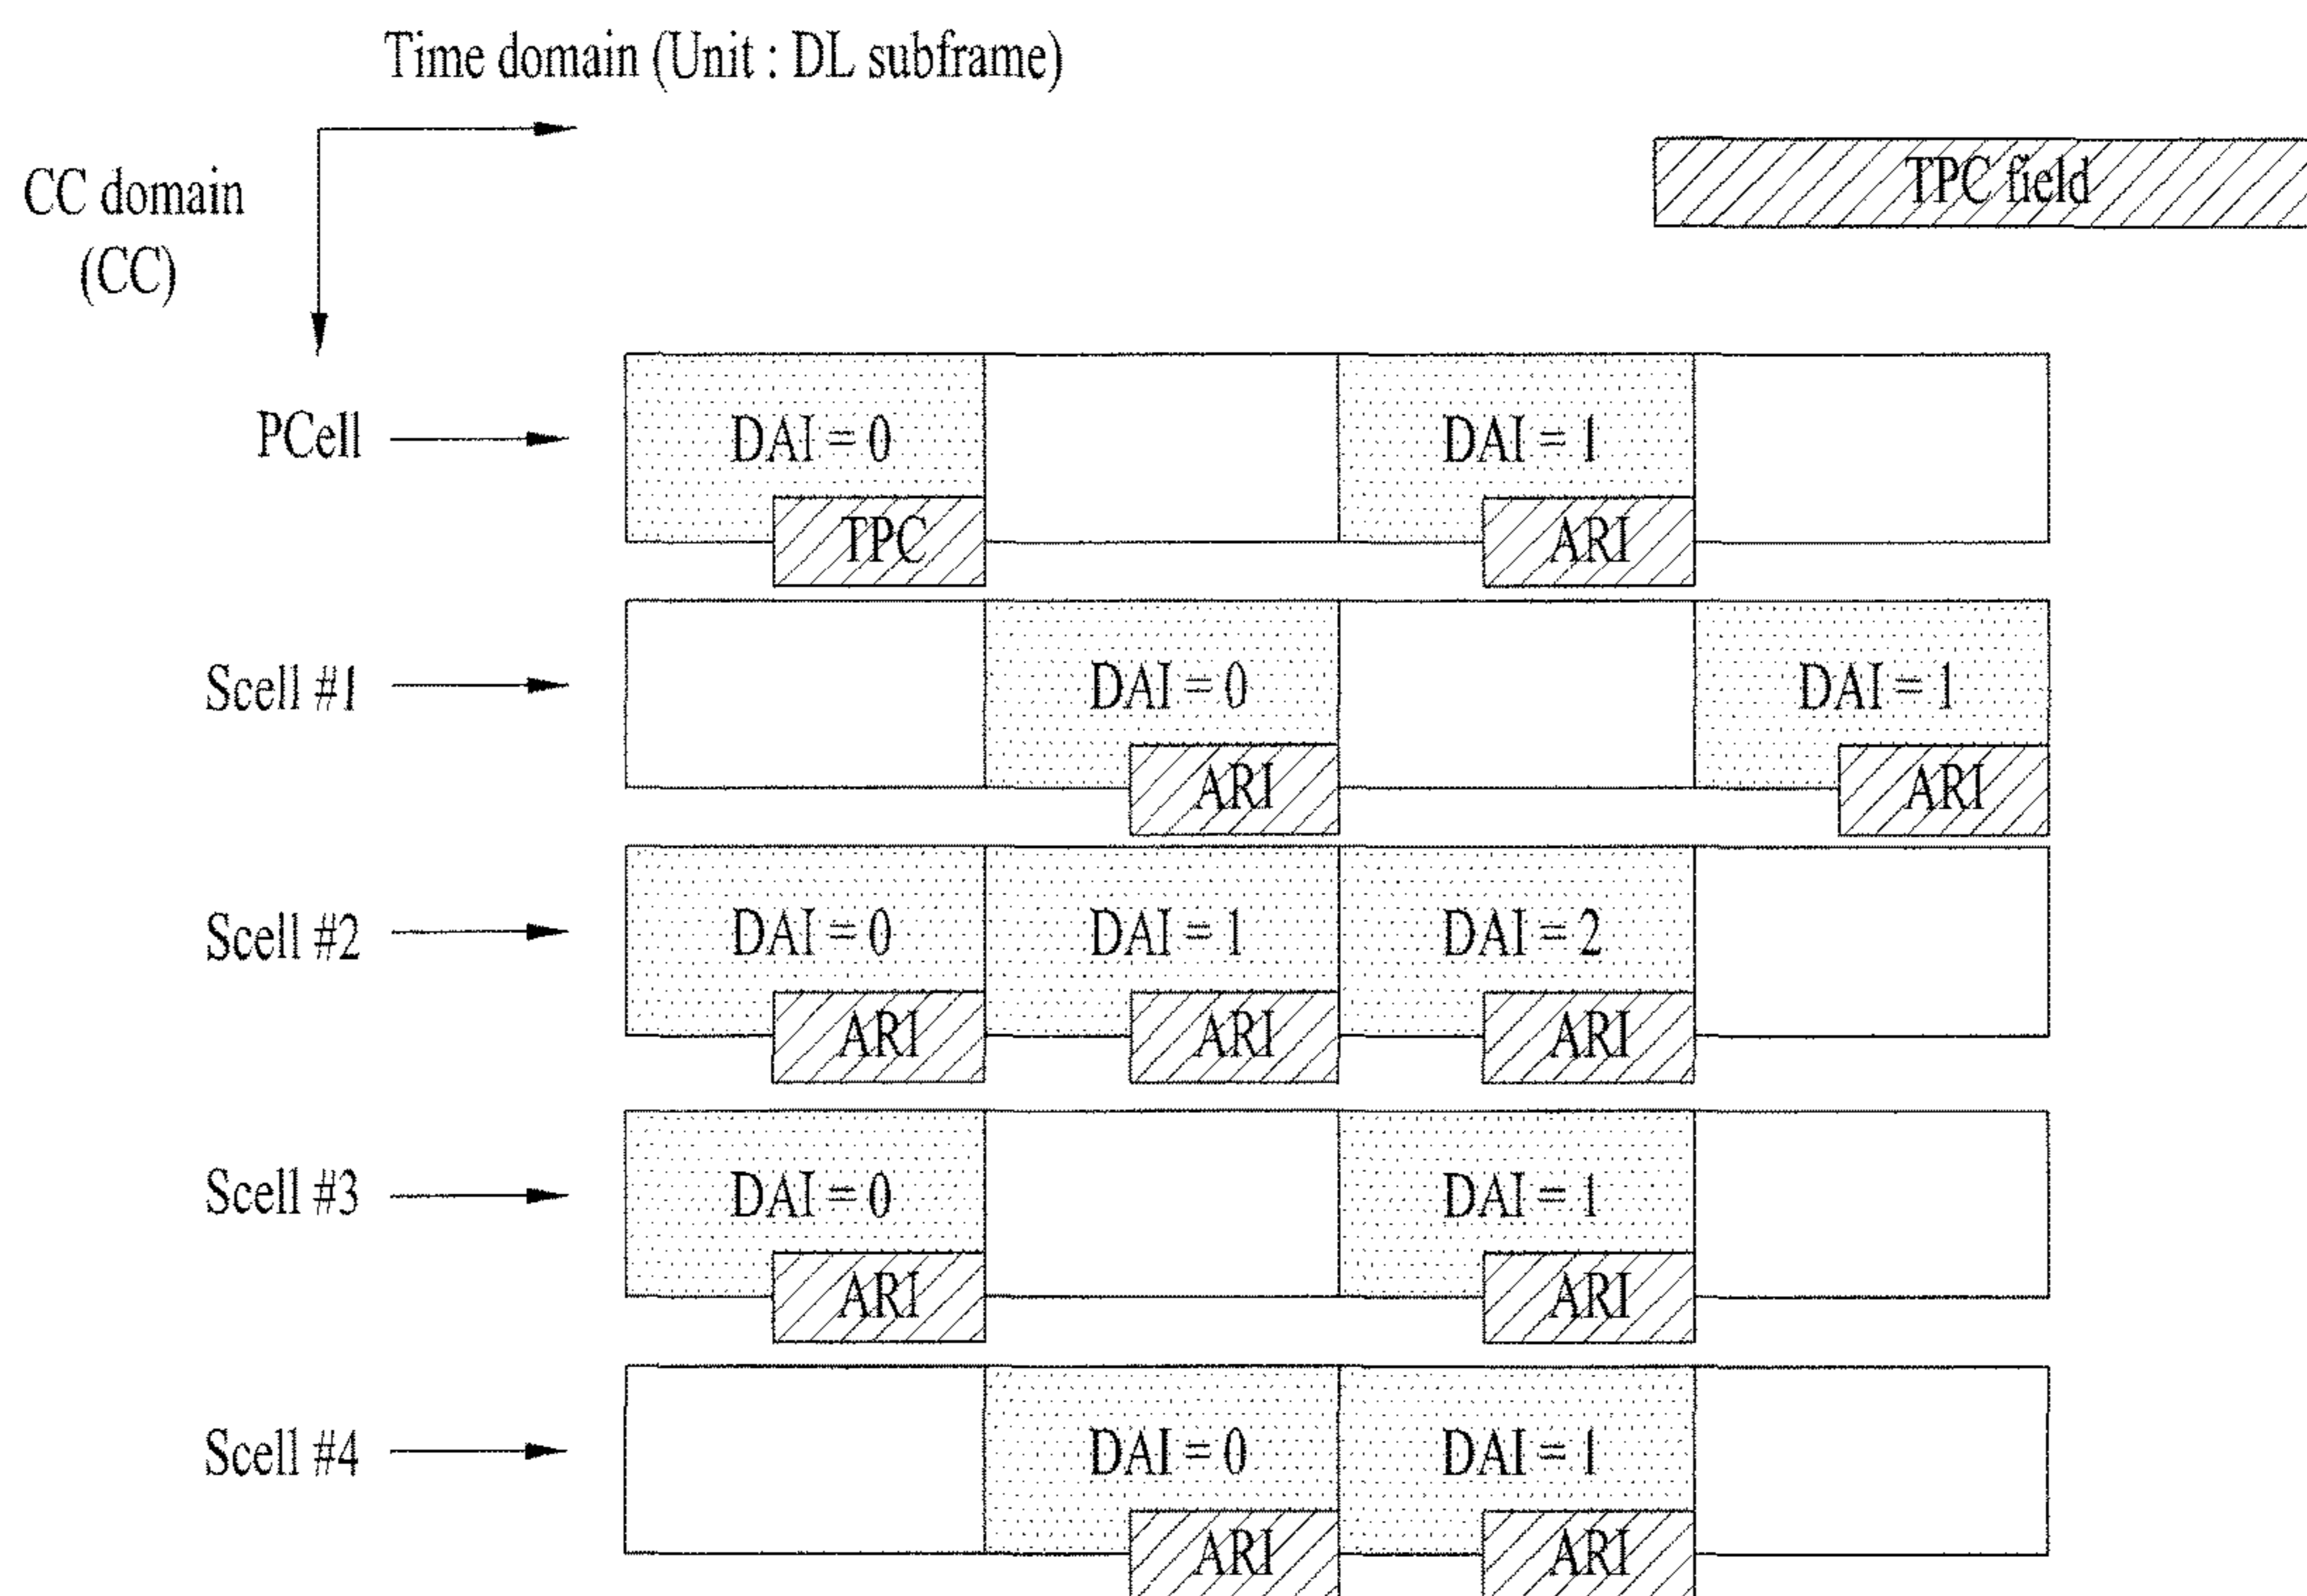 Time domain (Unit : DL subframe)
CC domain
(CC)
TPC field
PCell
DAI = 0
DAI = 1
TPC
ARI
Scell #1
DAI = 0
DAI = 1
ARI
ARI
Scell #2
DAI = 0
DAI = 1
DAI = 2
ARI
ARI
ARI
Scell #3
DAI = 0
DAI = 1
ARI
ARI
Scell #4
DAI = 0
DAI = 1
ARI
ARI